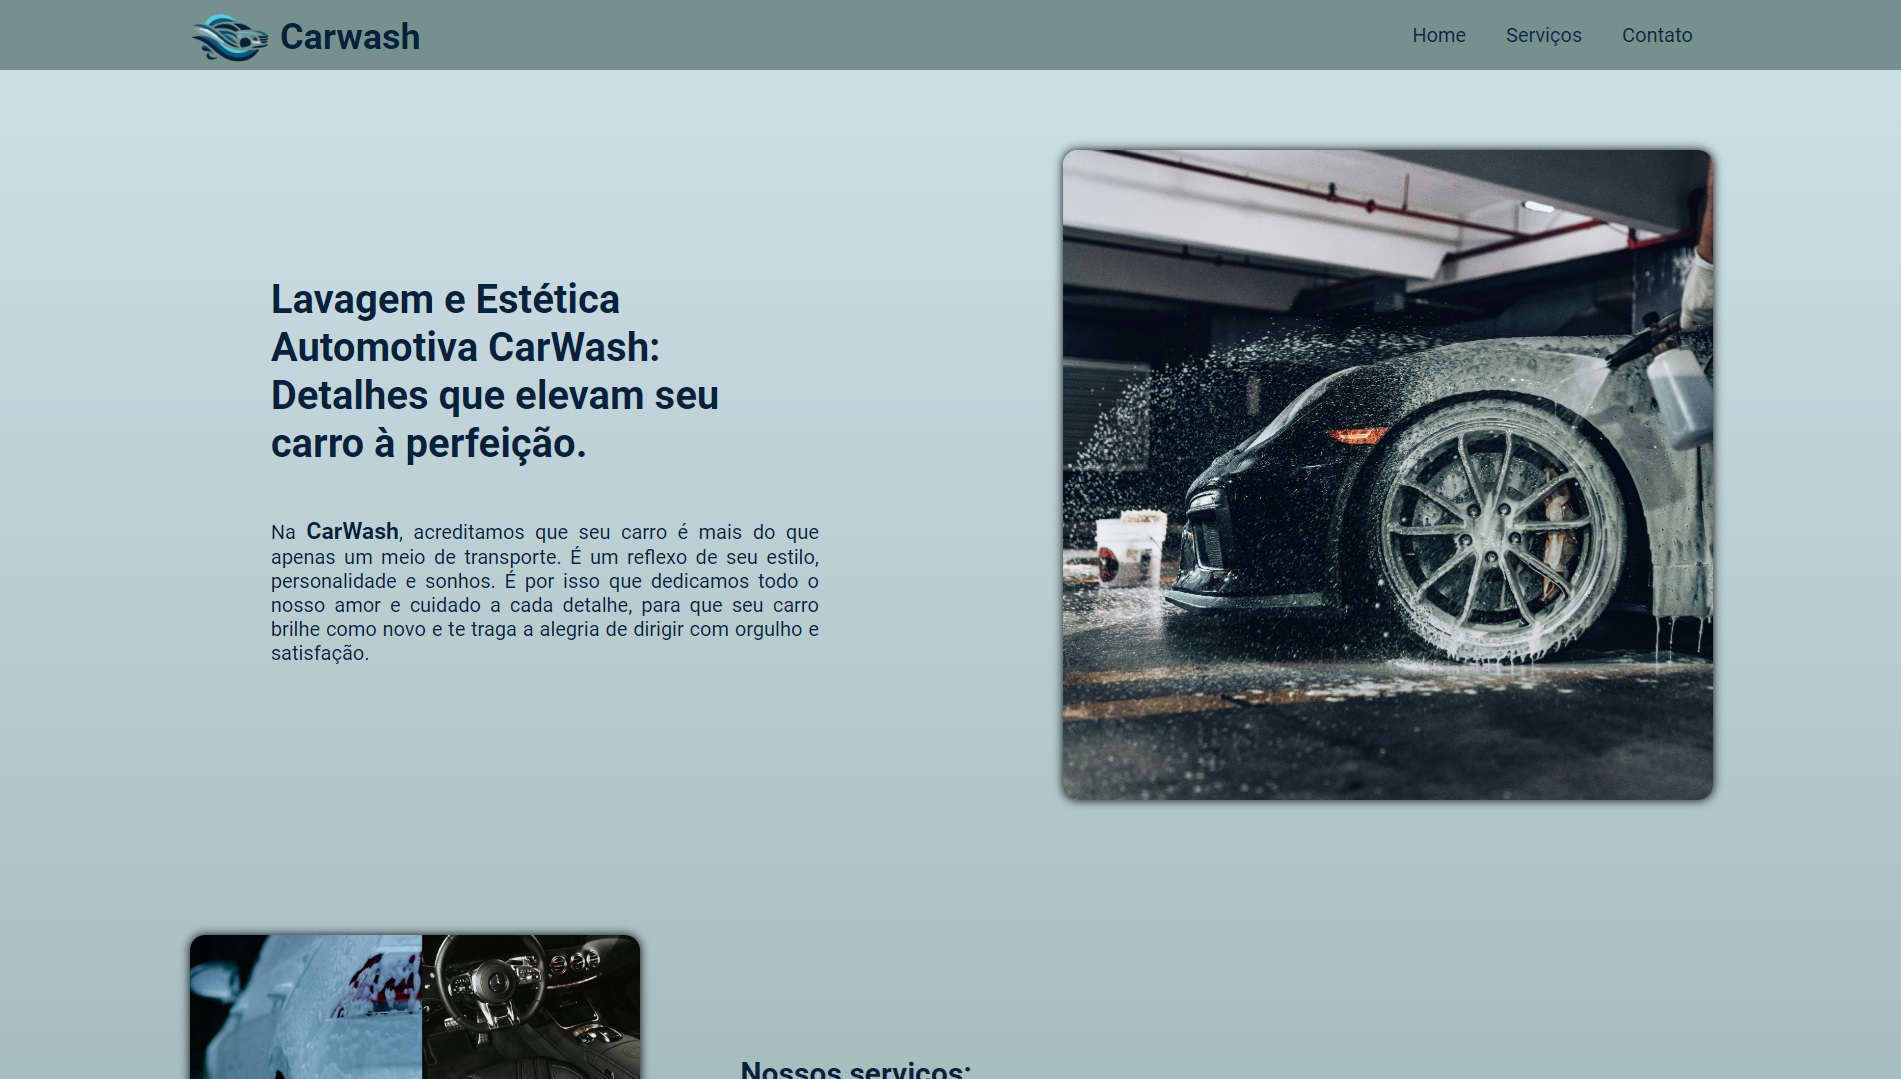 Carwash
Home Serviços Contato
Lavagem e Estética
Automotiva CarWash:
Detalhes que elevam seu
carro à perfeição.
Na CarWash, acreditamos que seu carro é mais do que
apenas um meio de transporte. É um reflexo de seu estilo,
personalidade e sonhos. É por isso que dedicamos todo o
nosso amor e cuidado a cada detalhe, para que seu carro
brilhe como novo e te traga a alegria de dirigir com orgulho e
satisfação.
Nossos serviços: